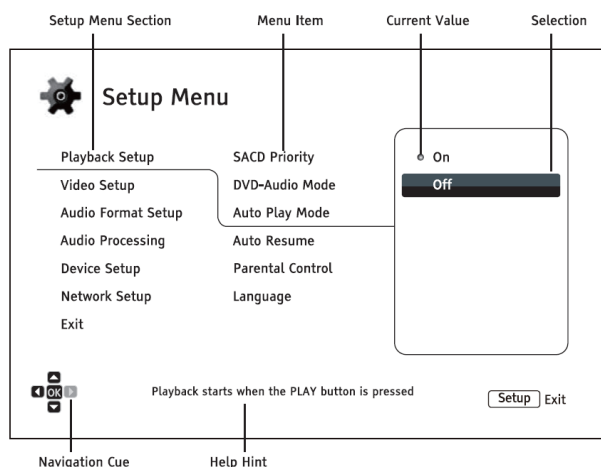 Setup Menu Section Menu Item Current Value Selection
Setup Menu
Playback Setup SACD Priority On
Video Setup DVD-Audio Mode Off
Audio Format Setup Auto Play Mode
Audio Processing Auto Resume
Device Setup Parental Control
Network Setup Language
Exit
OK Playback starts when the PLAY button is pressed Setup Exit
Navigation Cue Help Hint